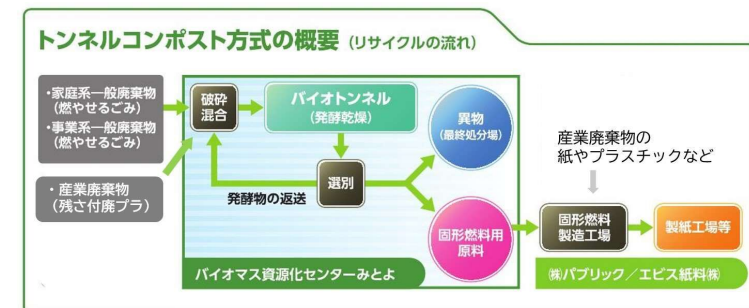 トンネルコンポスト方式の概要（リサイクルの流れ）
・家庭系一般廃棄物
（燃やせるごみ）
・事業系一般廃棄物
（燃やせるごみ）
・産業廃棄物
（残さ付廃プラ）
破砕
混合
バイオトンネル
（発酵乾燥）
選別
発酵物の返送
異物
（最終処分場）
固形燃料用
原料
バイオマス資源化センターみとよ
産業廃棄物の
紙やプラスチックなど
固形燃料
製造工場
製紙工場等
㈱パブリック／エビス紙料㈱